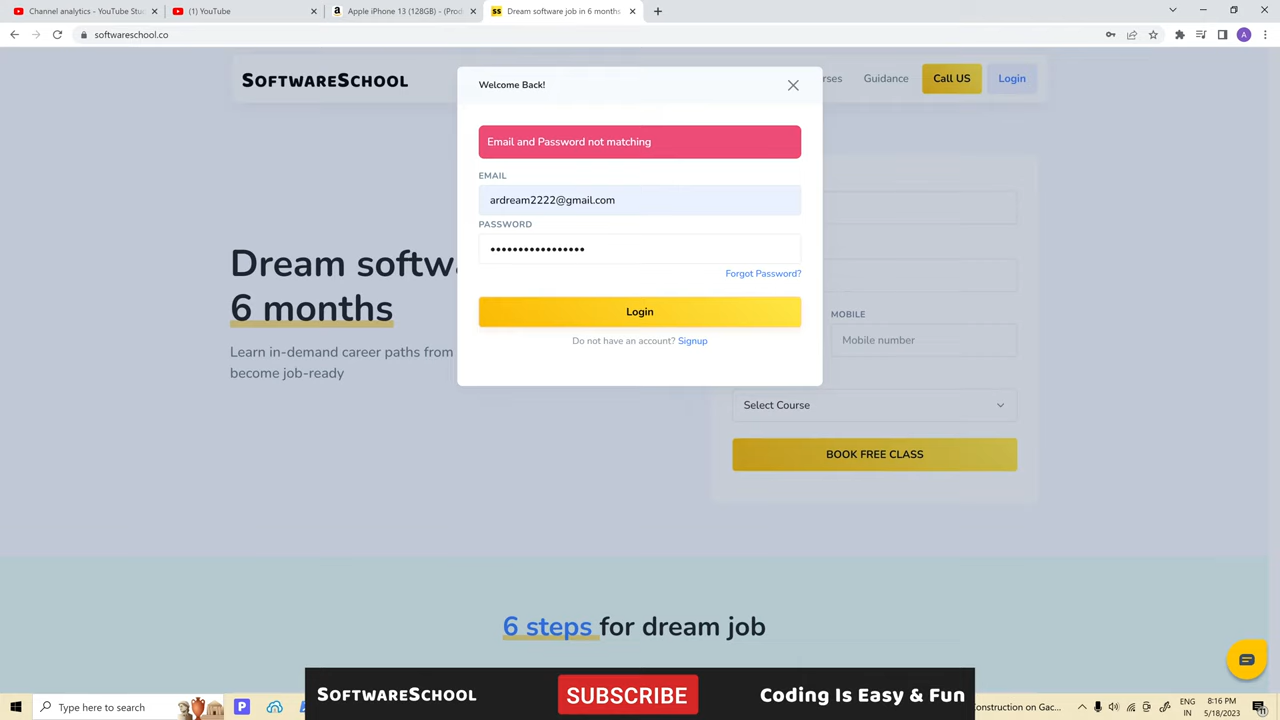 Channel analytics - YouTube Stu
(1) YouTube
Apple iPhone 13 (128GB) - (Prod
Dream software job in 6 months
softwareschool.co
A
SOFTWARESCHOOL
Guidance
Call US
Login
Welcome Back!
Email and Password not matching
EMAIL
ardream2222@gmail.com
PASSWORD
Forgot Password?
Login
Do not have an account? Signup
Dream softw
6 months
Learn in-demand career paths from
become job-ready
MOBILE
Mobile number
Select Course
BOOK FREE CLASS
6 steps for dream job
SOFTWARESCHOOL
SUBSCRIBE
Coding Is Easy & Fun
Type here to search
P
Construction on Gac...
ENG
IN
8:16 PM
5/18/2023